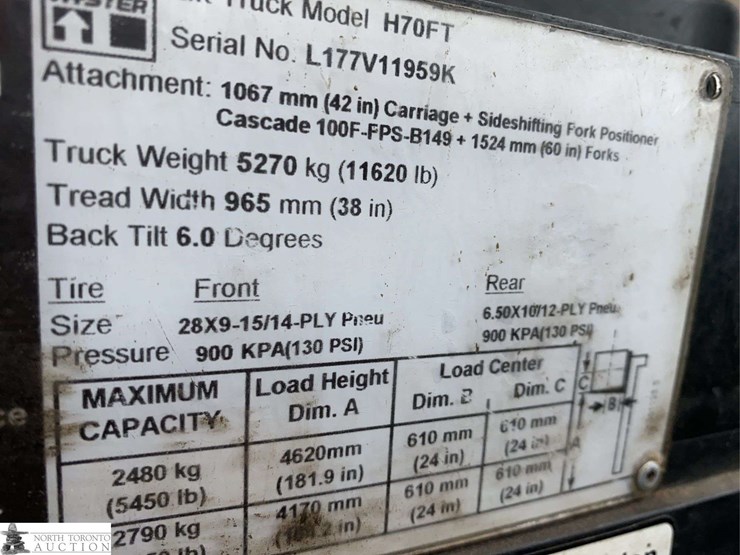 Truck Model H70FT
Serial No. L177V11959K
Attachment: 1067 mm (42 in) Carriage + Sideshifting Fork Positioner
Cascade 100F-FPS-B149 + 1524 mm (60 in) Forks
Truck Weight 5270 kg (11620 lb)
Tread Width 965 mm (38 in)
Back Tilt 6.0 Degrees
Tire Front Rear
Size 28X9-15/14-PLY Pneu 6.50X10/12-PLY Pneu
Pressure 900 KPA(130 PSI) 900 KPA(130 PSI)
MAXIMUM CAPACITY Load Height Dim. A Load Center
Dim. B Dim. C
2480 kg (5450 lb) 4620mm (181.9 in) 610 mm (24 in) 610 mm (24 in)
2790 kg 4170 mm 610 mm (24 in) 610 mm (24 in)
C
B
A
NORTH TORONTO
AUCTION